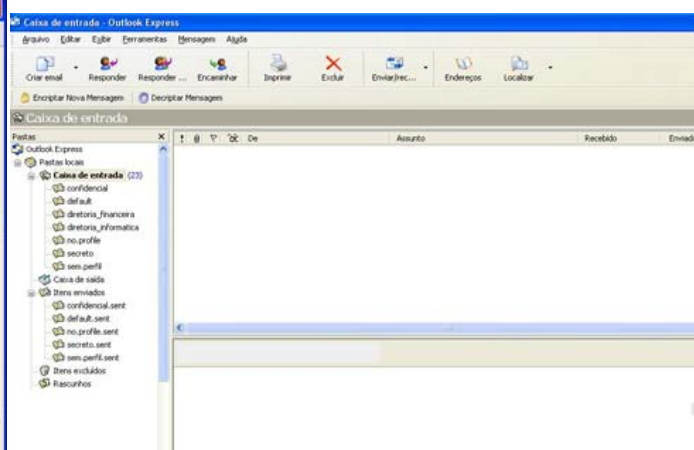 Caixa de entrada - Outlook Express
Arquivo Editar Exibir Ferramentas Mensagem Ajuda
Criar email Responder Responder ... Encaminhar Imprimir Excluir Enviar/rec... Endereços Localizar
Encriptar Nova Mensagem Decriptar Mensagem
Caixa de entrada
Pastas
! De Assunto Recebido Enviado
Outlook Express
Pastas locais
Caixa de entrada (23)
confidencial
default
diretoria_financeira
diretoria_informatica
no.profile
secreto
sem.perfil
Caixa de saída
Itens enviados
confidencial.sent
default.sent
no.profile.sent
secreto.sent
sem.perfil.sent
Itens excluídos
Rascunhos